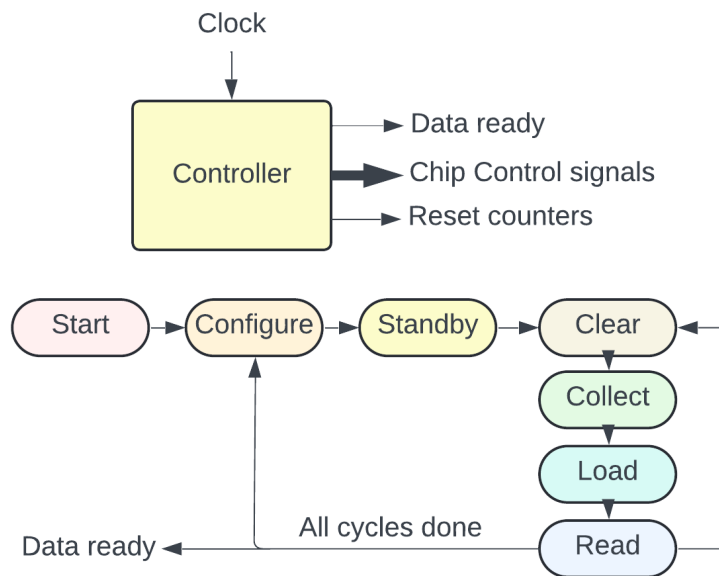 Clock
Controller
Data ready
Chip Control signals
Reset counters
Start
Configure
Standby
Clear
Collect
Load
Read
All cycles done
Data ready